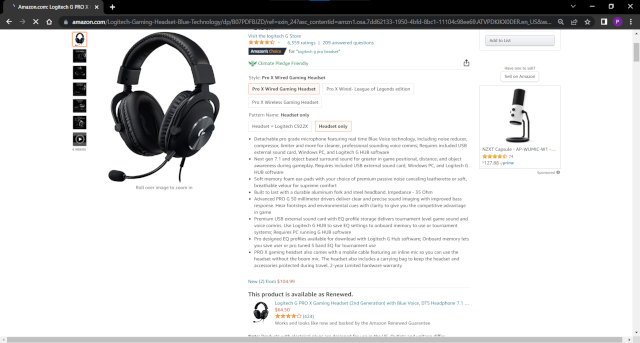 Amazon.com: Logitech G PRO X
amazon.com/Logitech-Gaming-Headset-Blue-Technology/dp/B07PDFBJZD/
Visit the Logitech G Store
6,559 ratings | 839 answered questions
Amazon's Choice for "logitech g pro headset"
Climate Pledge Friendly
Style: Pro X Wired Gaming Headset
Pro X Wired Gaming Headset
Pro X Wired- League of Legends edition
Pro X Wireless Gaming Headset
Pattern Name: Headset only
Headset + Logitech C922X
Headset only
• Detachable pro-grade microphone featuring real time Blue Voice technology, including noise reducer,
compressor, limiter and more for cleaner, professional sounding voice comms; Requires included USB
external sound card, Windows PC, and Logitech G HUB software
• Next gen 7.1 and object based surround sound for greater in game positional, distance, and object
awareness during gameplay; Requires included USB external sound card, Windows PC, and Logitech G
HUB software
• Soft memory foam ear-pads with your choice of premium passive noise canceling leatherette or soft,
breathable velour for supreme comfort
• Built to last with a durable aluminum fork and steel headband. Impedance - 35 Ohm
• Advanced PRO G 50 millimeter drivers deliver clear and precise sound imaging with improved bass
response. Hear footsteps and environmental cues with clarity to give you the competitive advantage
in game
• Premium USB external sound card with EQ profile storage delivers tournament level game sound and
voice comms. Use Logitech G HUB to save EQ settings to onboard memory to use at tournament
systems; Requires PC running G HUB software
• Pro designed EQ profiles available for download with Logitech G Hub software; Onboard memory lets
you save user or pro tuned 5 band EQ for tournament use
• PRO X gaming headset also comes with a mobile cable featuring an inline mic so you can use the
headset without the boom mic. The headset also includes a carrying bag to keep the headset and
accessories protected during travel. 2-year Limited hardware warranty
New (2) from $104.99
This product is available as Renewed.
Logitech G PRO X Gaming Headset (2nd Generation) with Blue Voice, DTS Headphone 7.1 ...
$64.50
(424)
Works and looks like new and backed by the Amazon Renewed Guarantee
Roll over image to zoom in
Add to List
Have one to sell?
Sell on Amazon
NZXT Capsule - AP-WUMIC-W1 -...
Sponsored